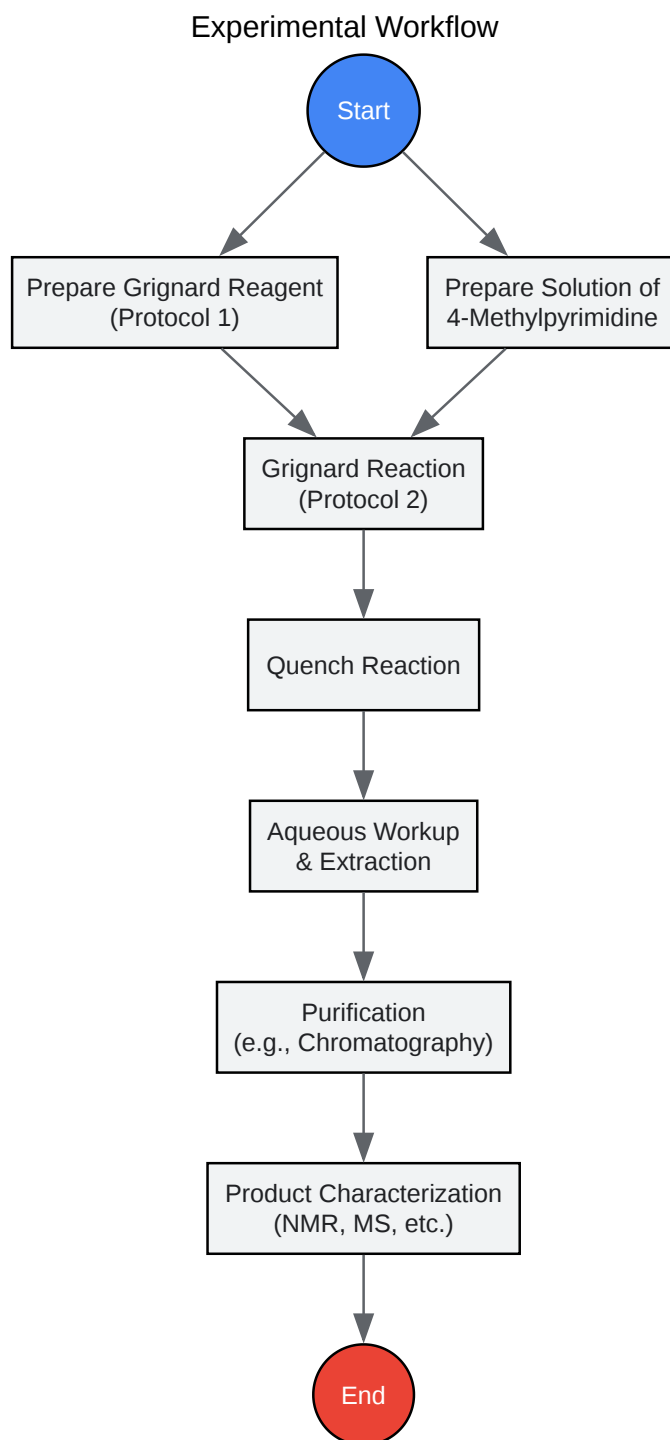 Experimental Workflow
Start
Prepare Grignard Reagent
(Protocol 1)
Prepare Solution of
4-Methylpyrimidine
Grignard Reaction
(Protocol 2)
Quench Reaction
Aqueous Workup
& Extraction
Purification
(e.g., Chromatography)
Product Characterization
(NMR, MS, etc.)
End